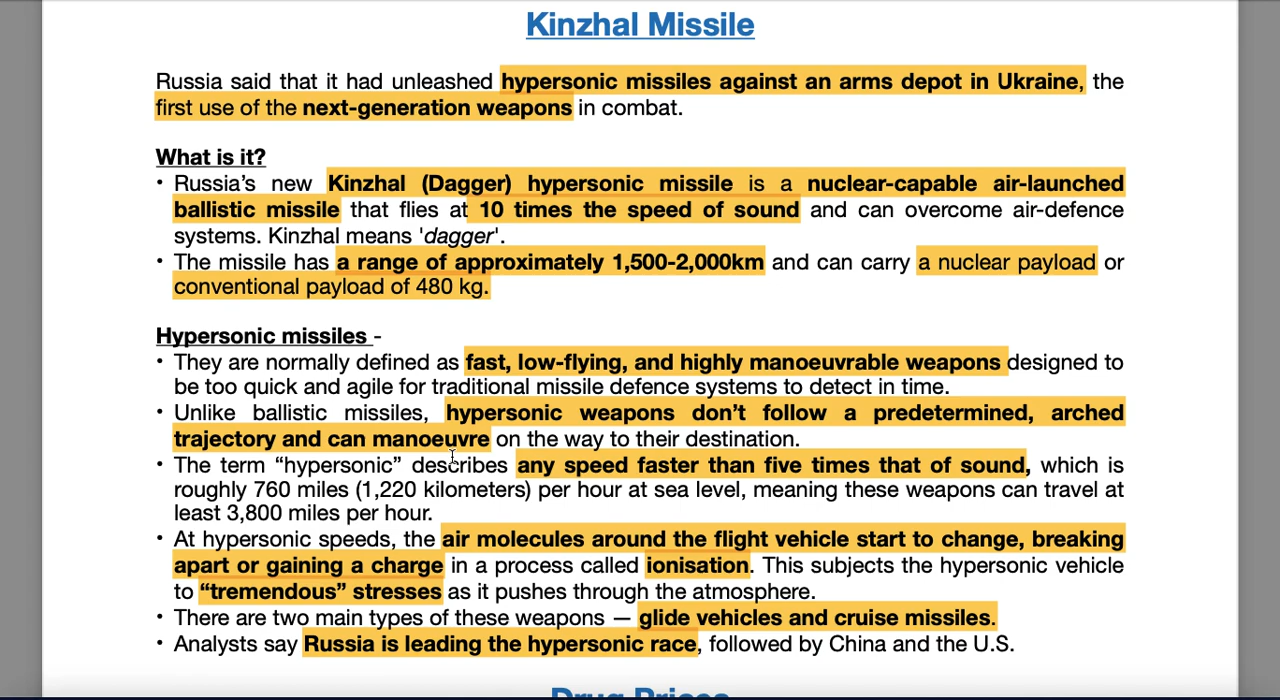 Kinzhal Missile
Russia said that it had unleashed hypersonic missiles against an arms depot in Ukraine, the
first use of the next-generation weapons in combat.
What is it?
• Russia’s new Kinzhal (Dagger) hypersonic missile is a nuclear-capable air-launched
ballistic missile that flies at 10 times the speed of sound and can overcome air-defence
systems. Kinzhal means 'dagger'.
• The missile has a range of approximately 1,500-2,000km and can carry a nuclear payload or
conventional payload of 480 kg.
Hypersonic missiles -
• They are normally defined as fast, low-flying, and highly manoeuvrable weapons designed to
be too quick and agile for traditional missile defence systems to detect in time.
• Unlike ballistic missiles, hypersonic weapons don’t follow a predetermined, arched
trajectory and can manoeuvre on the way to their destination.
• The term “hypersonic” describes any speed faster than five times that of sound, which is
roughly 760 miles (1,220 kilometers) per hour at sea level, meaning these weapons can travel at
least 3,800 miles per hour.
• At hypersonic speeds, the air molecules around the flight vehicle start to change, breaking
apart or gaining a charge in a process called ionisation. This subjects the hypersonic vehicle
to “tremendous” stresses as it pushes through the atmosphere.
• There are two main types of these weapons — glide vehicles and cruise missiles.
• Analysts say Russia is leading the hypersonic race, followed by China and the U.S.
Drug Prices